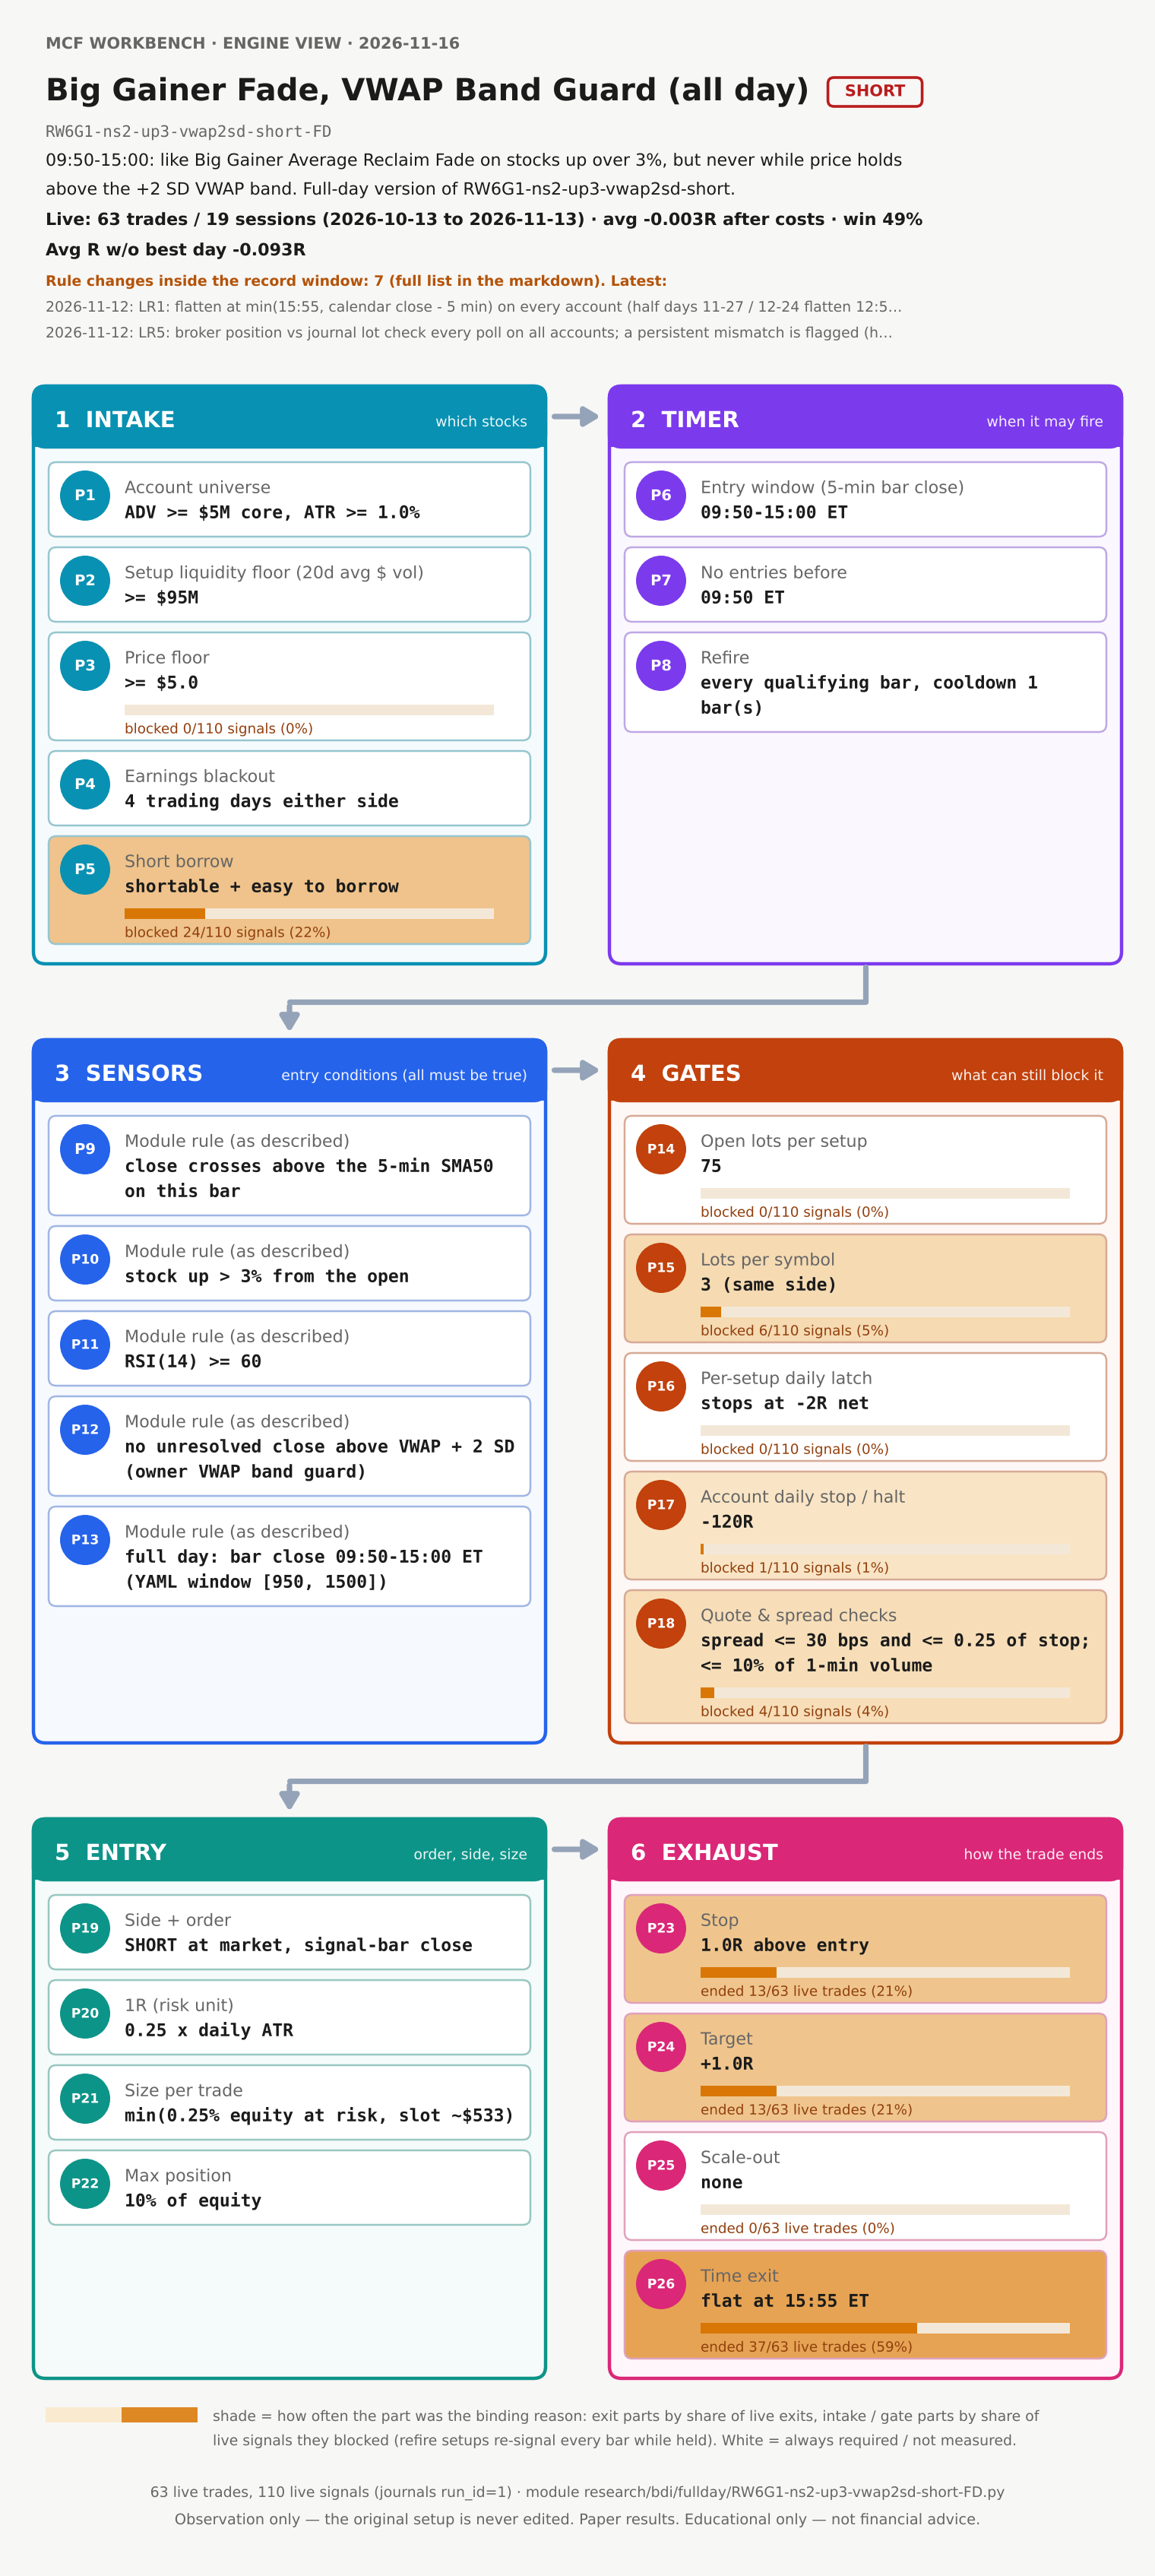 MCF WORKBENCH · ENGINE VIEW · 2026-11-16
Big Gainer Fade, VWAP Band Guard (all day)
SHORT
RW6G1-ns2-up3-vwap2sd-short-FD
09:50-15:00: like Big Gainer Average Reclaim Fade on stocks up over 3%, but never while price holds
above the +2 SD VWAP band. Full-day version of RW6G1-ns2-up3-vwap2sd-short.
Live: 63 trades / 19 sessions (2026-10-13 to 2026-11-13) · avg -0.003R after costs · win 49%
Avg R w/o best day -0.093R
Rule changes inside the record window: 7 (full list in the markdown). Latest:
2026-11-12: LR1: flatten at min(15:55, calendar close - 5 min) on every account (half days 11-27 / 12-24 flatten 12:5…
2026-11-12: LR5: broker position vs journal lot check every poll on all accounts; a persistent mismatch is flagged (h…
1 INTAKE
which stocks
P1
Account universe
ADV >= $5M core, ATR >= 1.0%
P2
Setup liquidity floor (20d avg $ vol)
>= $95M
P3
Price floor
>= $5.0
blocked 0/110 signals (0%)
P4
Earnings blackout
4 trading days either side
P5
Short borrow
shortable + easy to borrow
blocked 24/110 signals (22%)
2 TIMER
when it may fire
P6
Entry window (5-min bar close)
09:50-15:00 ET
P7
No entries before
09:50 ET
P8
Refire
every qualifying bar, cooldown 1
bar(s)
3 SENSORS
entry conditions (all must be true)
P9
Module rule (as described)
close crosses above the 5-min SMA50
on this bar
P10
Module rule (as described)
stock up > 3% from the open
P11
Module rule (as described)
RSI(14) >= 60
P12
Module rule (as described)
no unresolved close above VWAP + 2 SD
(owner VWAP band guard)
P13
Module rule (as described)
full day: bar close 09:50-15:00 ET
(YAML window [950, 1500])
4 GATES
what can still block it
P14
Open lots per setup
75
blocked 0/110 signals (0%)
P15
Lots per symbol
3 (same side)
blocked 6/110 signals (5%)
P16
Per-setup daily latch
stops at -2R net
blocked 0/110 signals (0%)
P17
Account daily stop / halt
-120R
blocked 1/110 signals (1%)
P18
Quote & spread checks
spread <= 30 bps and <= 0.25 of stop;
<= 10% of 1-min volume
blocked 4/110 signals (4%)
5 ENTRY
order, side, size
P19
Side + order
SHORT at market, signal-bar close
P20
1R (risk unit)
0.25 x daily ATR
P21
Size per trade
min(0.25% equity at risk, slot ~$533)
P22
Max position
10% of equity
6 EXHAUST
how the trade ends
P23
Stop
1.0R above entry
ended 13/63 live trades (21%)
P24
Target
+1.0R
ended 13/63 live trades (21%)
P25
Scale-out
none
ended 0/63 live trades (0%)
P26
Time exit
flat at 15:55 ET
ended 37/63 live trades (59%)
shade = how often the part was the binding reason: exit parts by share of live exits, intake / gate parts by share of
live signals they blocked (refire setups re-signal every bar while held). White = always required / not measured.
63 live trades, 110 live signals (journals run_id=1) · module research/bdi/fullday/RW6G1-ns2-up3-vwap2sd-short-FD.py
Observation only — the original setup is never edited. Paper results. Educational only — not financial advice.